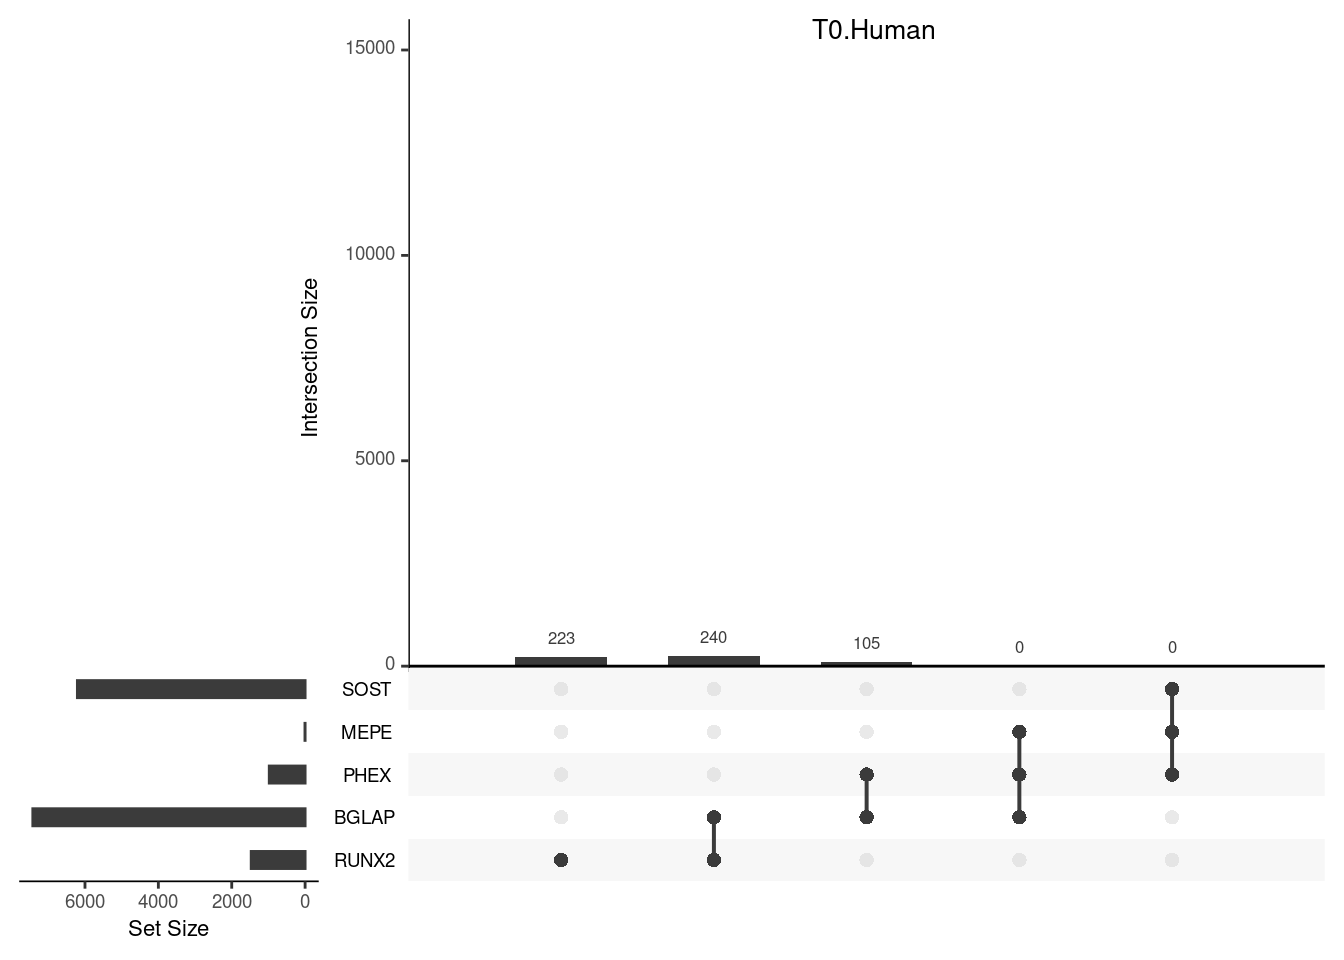 T0.Human
15000
10000
5000
0
Intersection Size
223
240
105
0
0
SOST
MEPE
PHEX
BGLAP
RUNX2
6000 4000 2000 0
Set Size